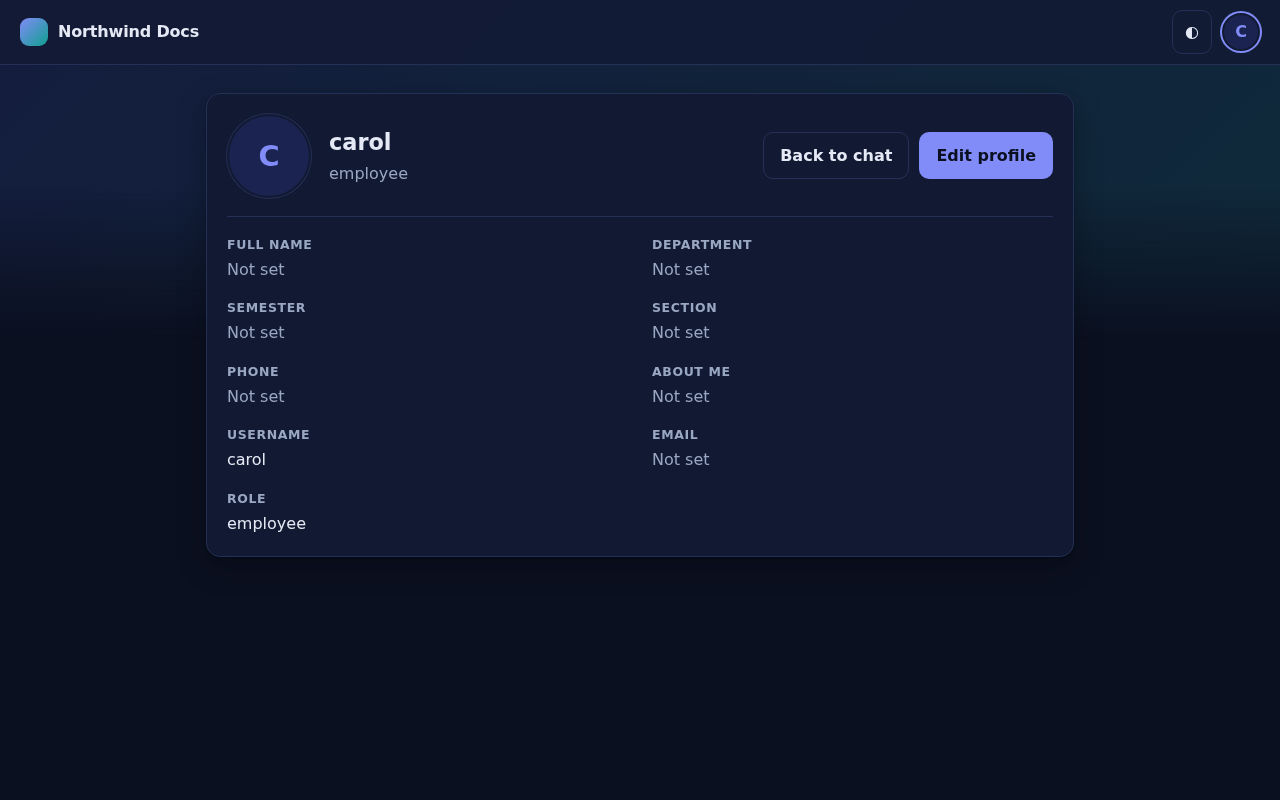 Northwind Docs
C
C
carol
employee
Back to chat
Edit profile
FULL NAME
Not set
DEPARTMENT
Not set
SEMESTER
Not set
SECTION
Not set
PHONE
Not set
ABOUT ME
Not set
USERNAME
carol
EMAIL
Not set
ROLE
employee